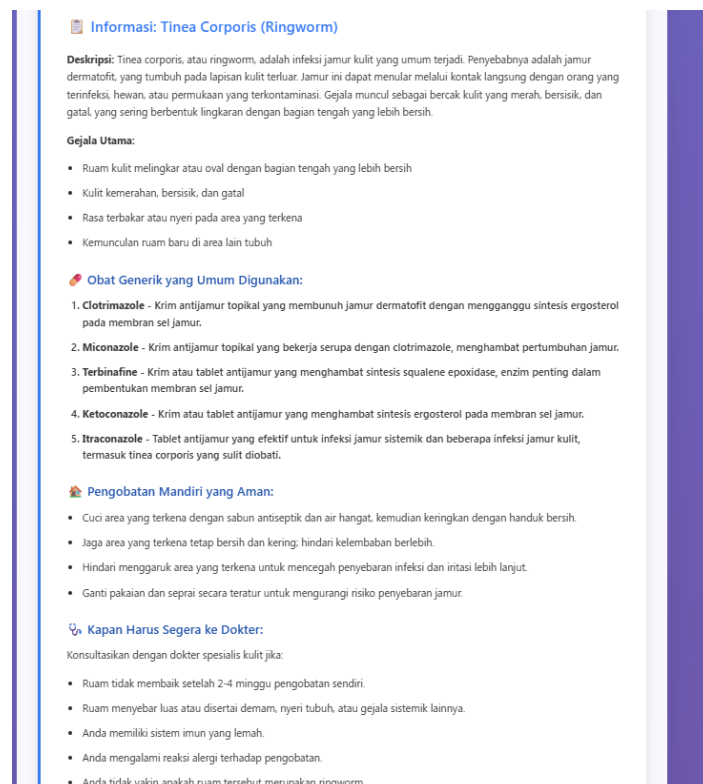 Informasi: Tinea Corporis (Ringworm)
Deskripsi: Tinea corporis, atau ringworm, adalah infeksi jamur kulit yang umum terjadi. Penyebabnya adalah jamur
dermatofit, yang tumbuh pada lapisan kulit terluar. Jamur ini dapat menular melalui kontak langsung dengan orang yang
terinfeksi, hewan, atau permukaan yang terkontaminasi. Gejala muncul sebagai bercak kulit yang merah, bersisik, dan
gatal, yang sering berbentuk lingkaran dengan bagian tengah yang lebih bersih.
Gejala Utama:
• Ruam kulit melingkar atau oval dengan bagian tengah yang lebih bersih
• Kulit kemerahan, bersisik, dan gatal
• Rasa terbakar atau nyeri pada area yang terkena
• Kemunculan ruam baru di area lain tubuh
Obat Generik yang Umum Digunakan:
1. Clotrimazole - Krim antijamur topikal yang membunuh jamur dermatofit dengan mengganggu sintesis ergosterol
pada membran sel jamur.
2. Miconazole - Krim antijamur topikal yang bekerja serupa dengan clotrimazole, menghambat pertumbuhan jamur.
3. Terbinafine - Krim atau tablet antijamur yang menghambat sintesis squalene epoxidase, enzim penting dalam
pembentukan membran sel jamur.
4. Ketoconazole - Krim atau tablet antijamur yang menghambat sintesis ergosterol pada membran sel jamur.
5. Itraconazole - Tablet antijamur yang efektif untuk infeksi jamur sistemik dan beberapa infeksi jamur kulit,
termasuk tinea corporis yang sulit diobati.
Pengobatan Mandiri yang Aman:
• Cuci area yang terkena dengan sabun antiseptik dan air hangat, kemudian keringkan dengan handuk bersih.
• Jaga area yang terkena tetap bersih dan kering; hindari kelembaban berlebih.
• Hindari menggaruk area yang terkena untuk mencegah penyebaran infeksi dan iritasi lebih lanjut.
• Ganti pakaian dan seprai secara teratur untuk mengurangi risiko penyebaran jamur.
Kapan Harus Segera ke Dokter:
Konsultasikan dengan dokter spesialis kulit jika:
• Ruam tidak membaik setelah 2-4 minggu pengobatan sendiri.
• Ruam menyebar luas atau disertai demam, nyeri tubuh, atau gejala sistemik lainnya.
• Anda memiliki sistem imun yang lemah.
• Anda mengalami reaksi alergi terhadap pengobatan.
• Anda tidak yakin apakah ruam tersebut merupakan ringworm.